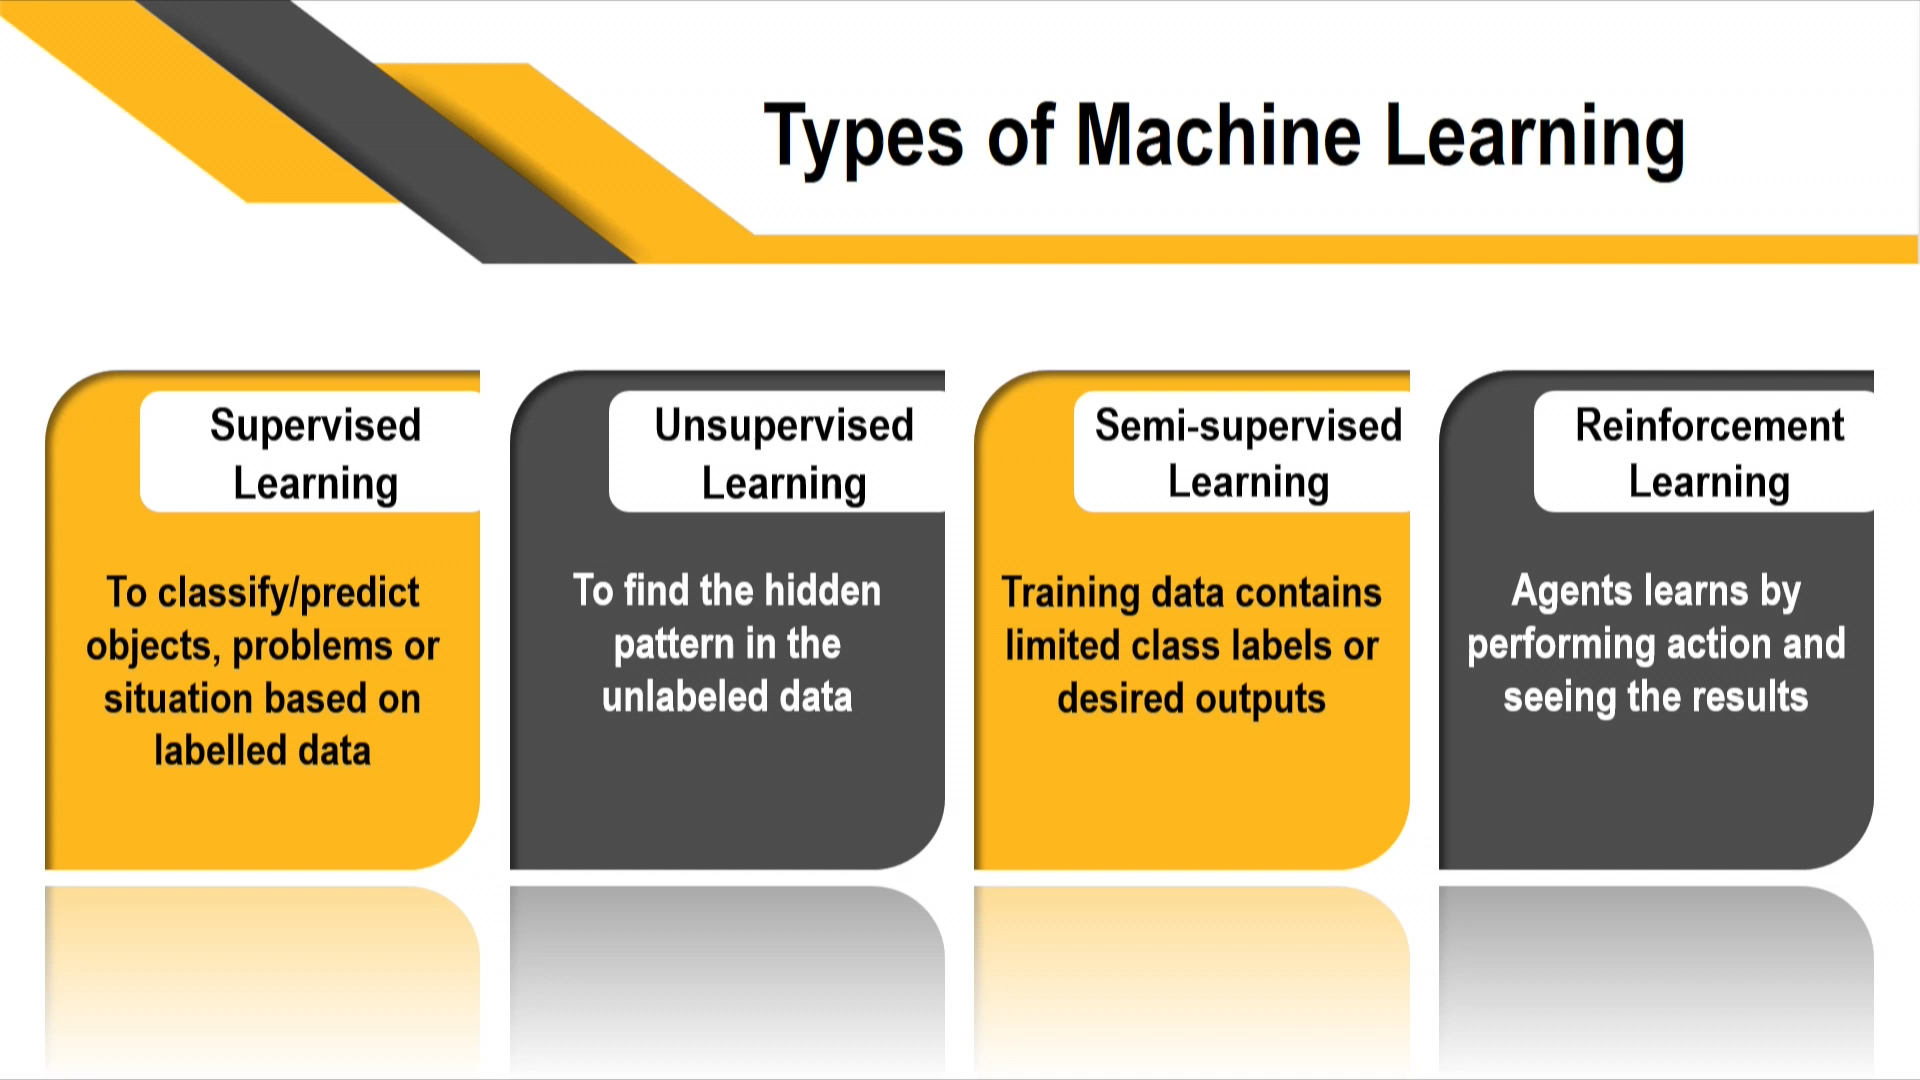 Types of Machine Learning
Supervised
Learning
To classify/predict
objects, problems or
situation based on
labelled data
Unsupervised
Learning
To find the hidden
pattern in the
unlabeled data
Semi-supervised
Learning
Training data contains
limited class labels or
desired outputs
Reinforcement
Learning
Agents learns by
performing action and
seeing the results